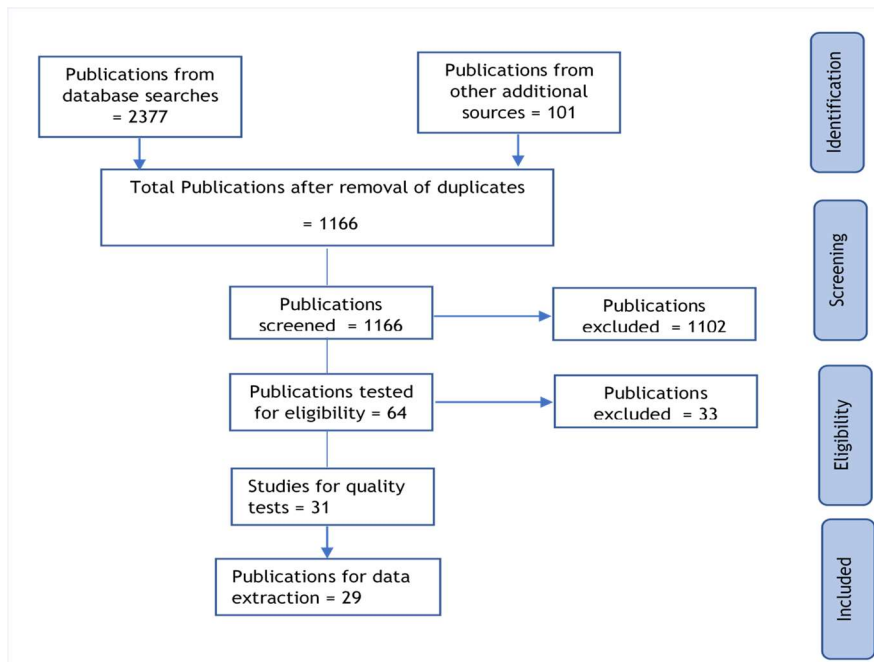 Publications from
database searches
= 2377
Publications from
other additional
sources = 101
Identification
Total Publications after removal of duplicates
= 1166
Screening
Publications
screened = 1166
Publications
excluded = 1102
Publications tested
for eligibility = 64
Publications
excluded = 33
Eligibility
Studies for quality
tests = 31
Publications for data
extraction = 29
Included